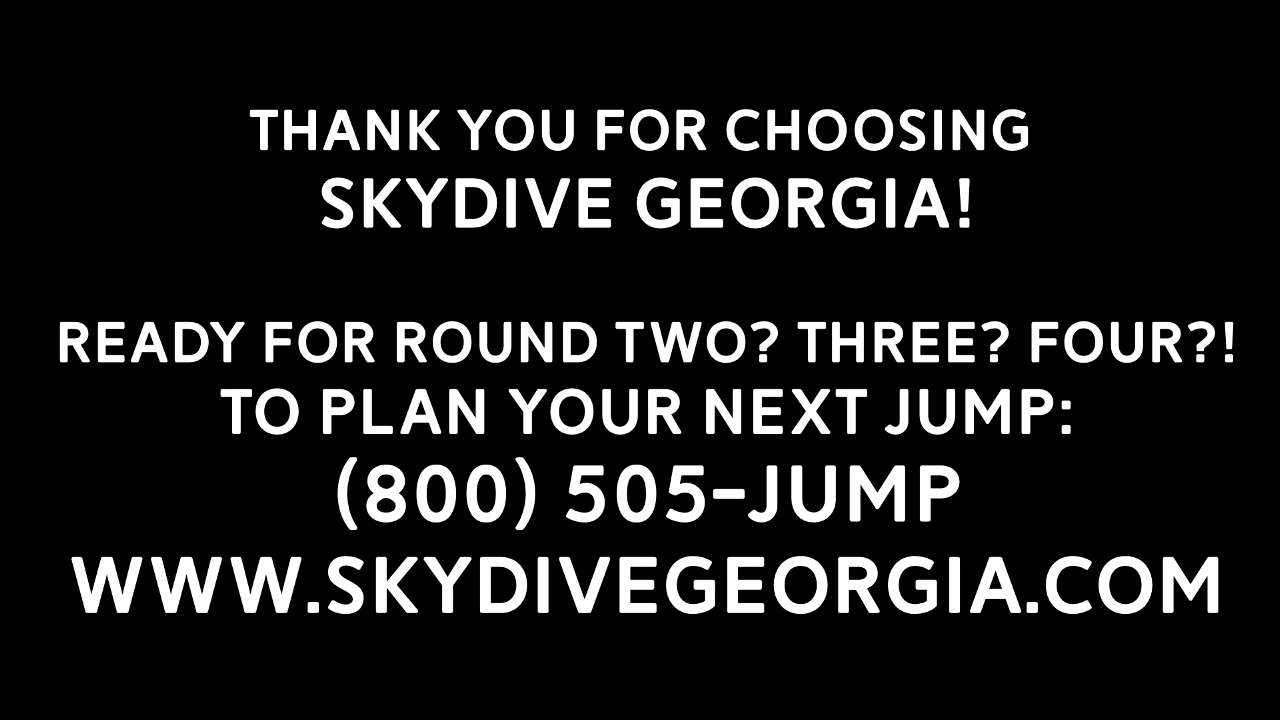 THANK YOU FOR CHOOSING
SKYDIVE GEORGIA!
READY FOR ROUND TWO? THREE? FOUR?!
TO PLAN YOUR NEXT JUMP:
(800) 505-JUMP
WWW.SKYDIVEGEORGIA.COM